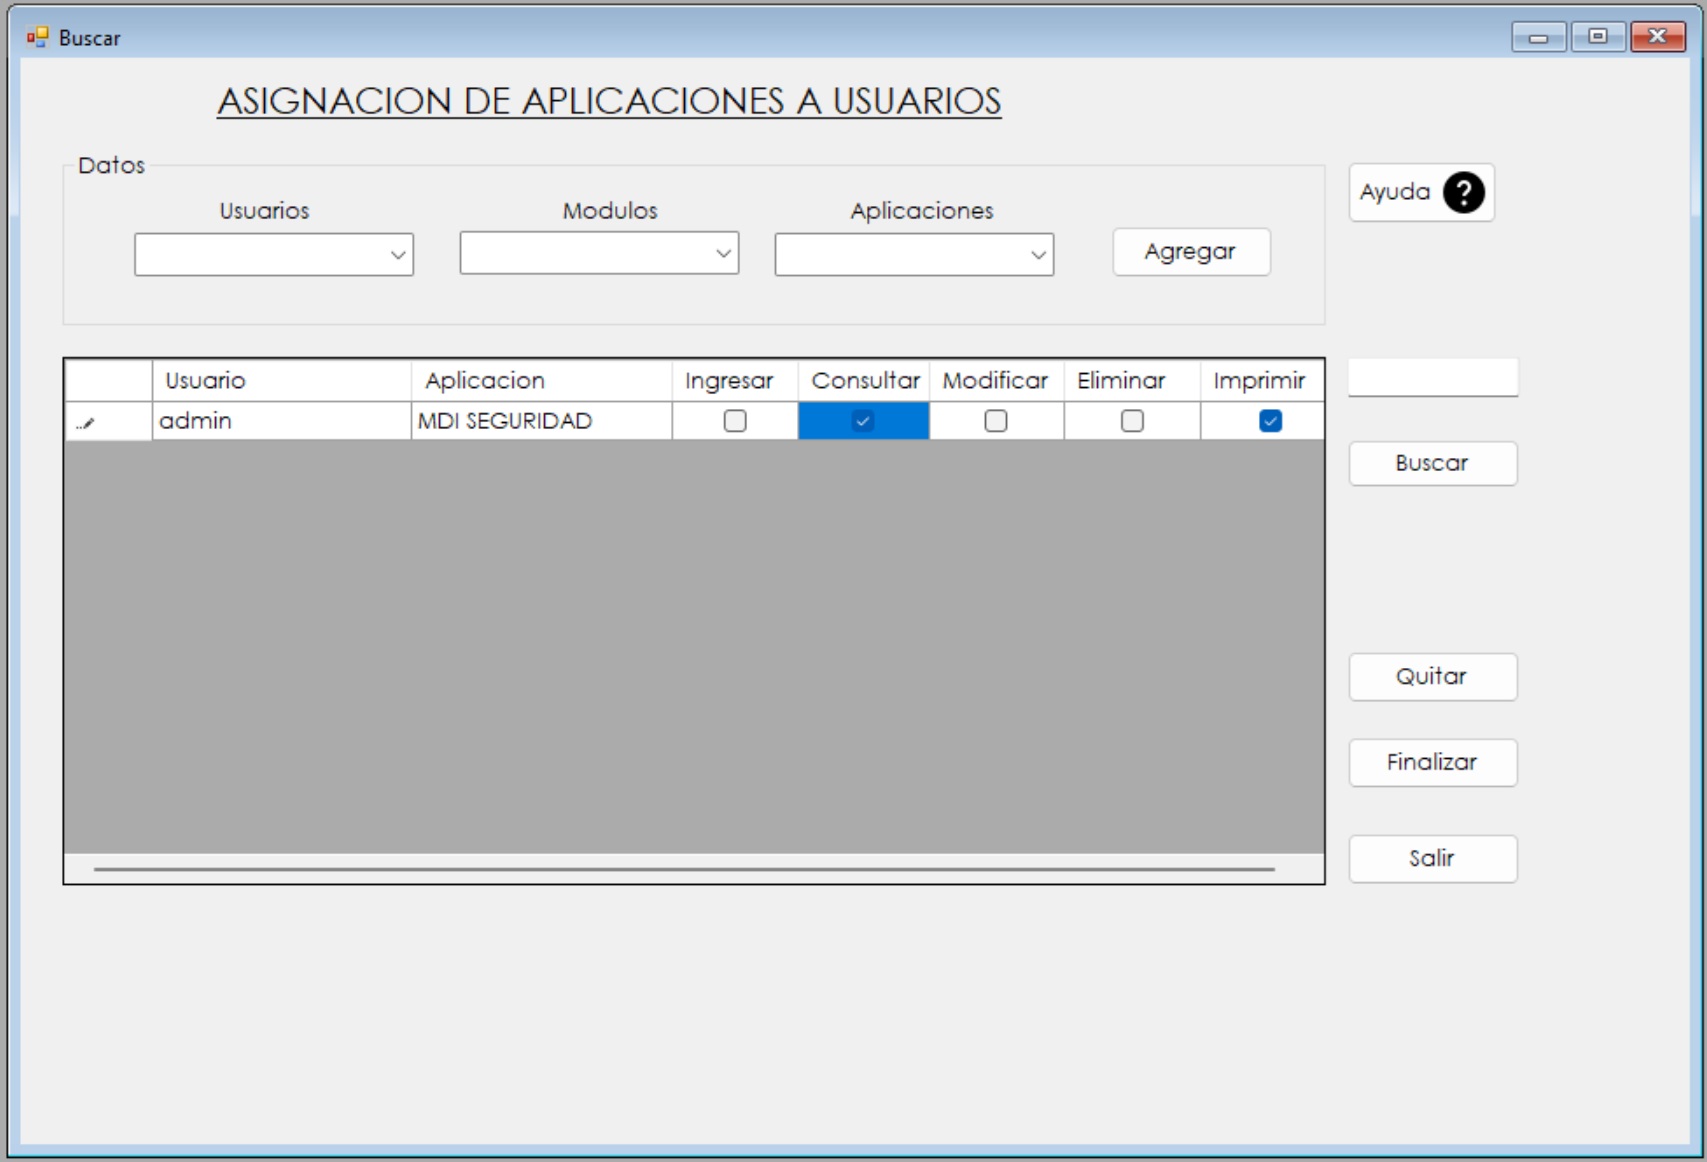 Buscar
ASIGNACION DE APLICACIONES A USUARIOS
Datos
Usuarios Modulos Aplicaciones
Agregar
Ayuda ?
Usuario Aplicacion Ingresar Consultar Modificar Eliminar Imprimir
admin MDI SEGURIDAD
Buscar
Quitar
Finalizar
Salir